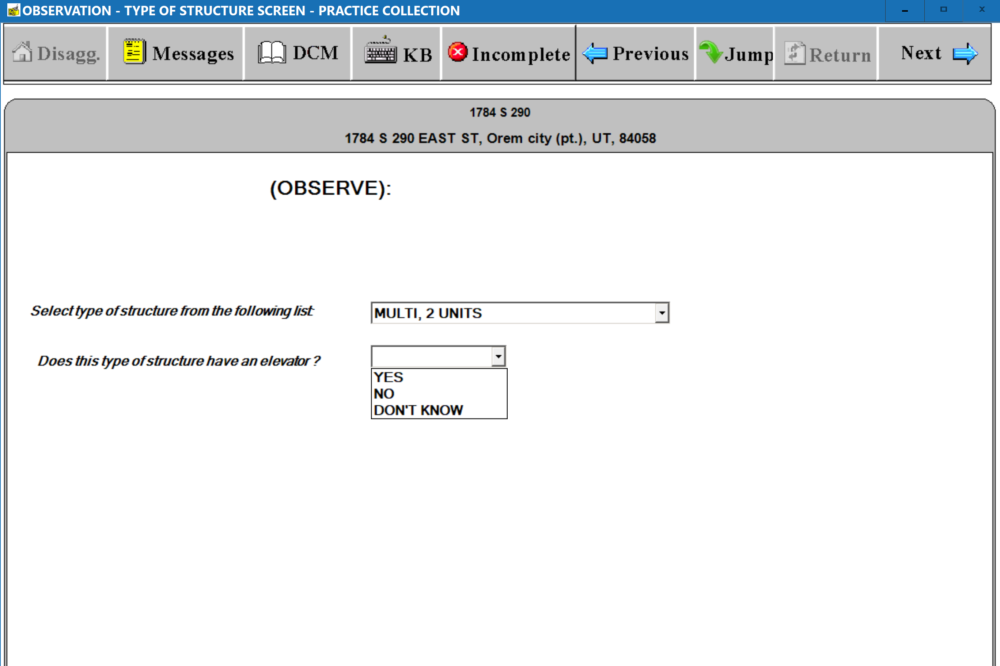 OBSERVATION - TYPE OF STRUCTURE SCREEN - PRACTICE COLLECTION
Disagg. Messages DCM KB Incomplete Previous Jump Return Next
1784 S 290
1784 S 290 EAST ST, Orem city (pt.), UT, 84058
(OBSERVE):
Select type of structure from the following list: MULTI, 2 UNITS
Does this type of structure have an elevator ?
YES
NO
DON'T KNOW